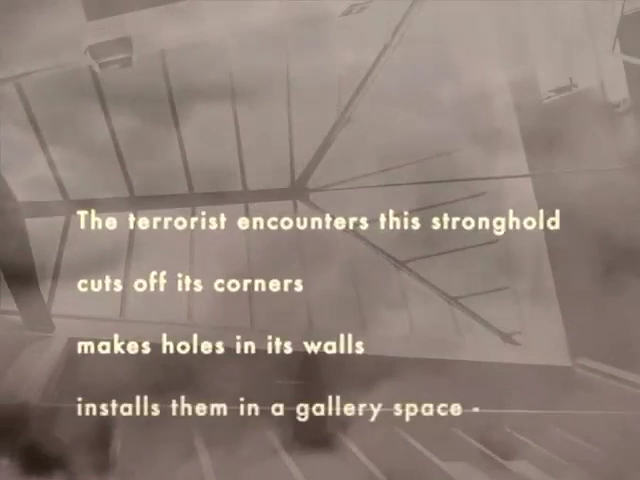 The terrorist encounters this stronghold
cuts off its corners
makes holes in its walls
installs them in a gallery space -